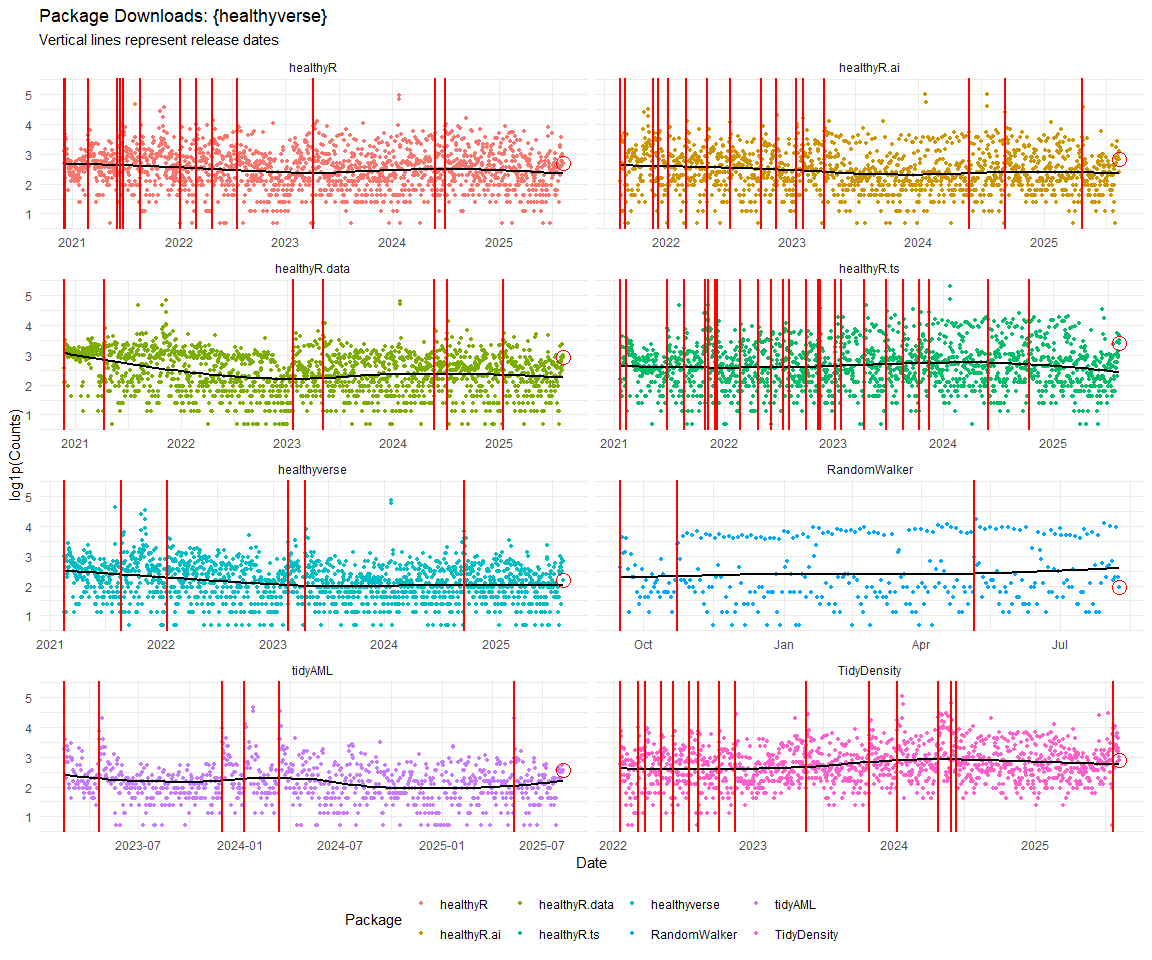 Package Downloads: {healthyverse}
Vertical lines represent release dates
healthyR
healthyR.ai
5
4
3
2
1
2021 2022 2023 2024 2025
2022 2023 2024 2025
healthyR.data
healthyR.ts
5
4
3
2
1
2021 2022 2023 2024 2025
2021 2022 2023 2024 2025
log1p(Counts)
healthyverse
RandomWalker
5
4
3
2
1
2021 2022 2023 2024 2025
Oct Jan Apr Jul
tidyAML
TidyDensity
5
4
3
2
1
2023-07 2024-01 2024-07 2025-01 2025-07
2022 2023 2024 2025
Date
Package
healthyR healthyR.data healthyverse tidyAML
healthyR.ai healthyR.ts RandomWalker TidyDensity